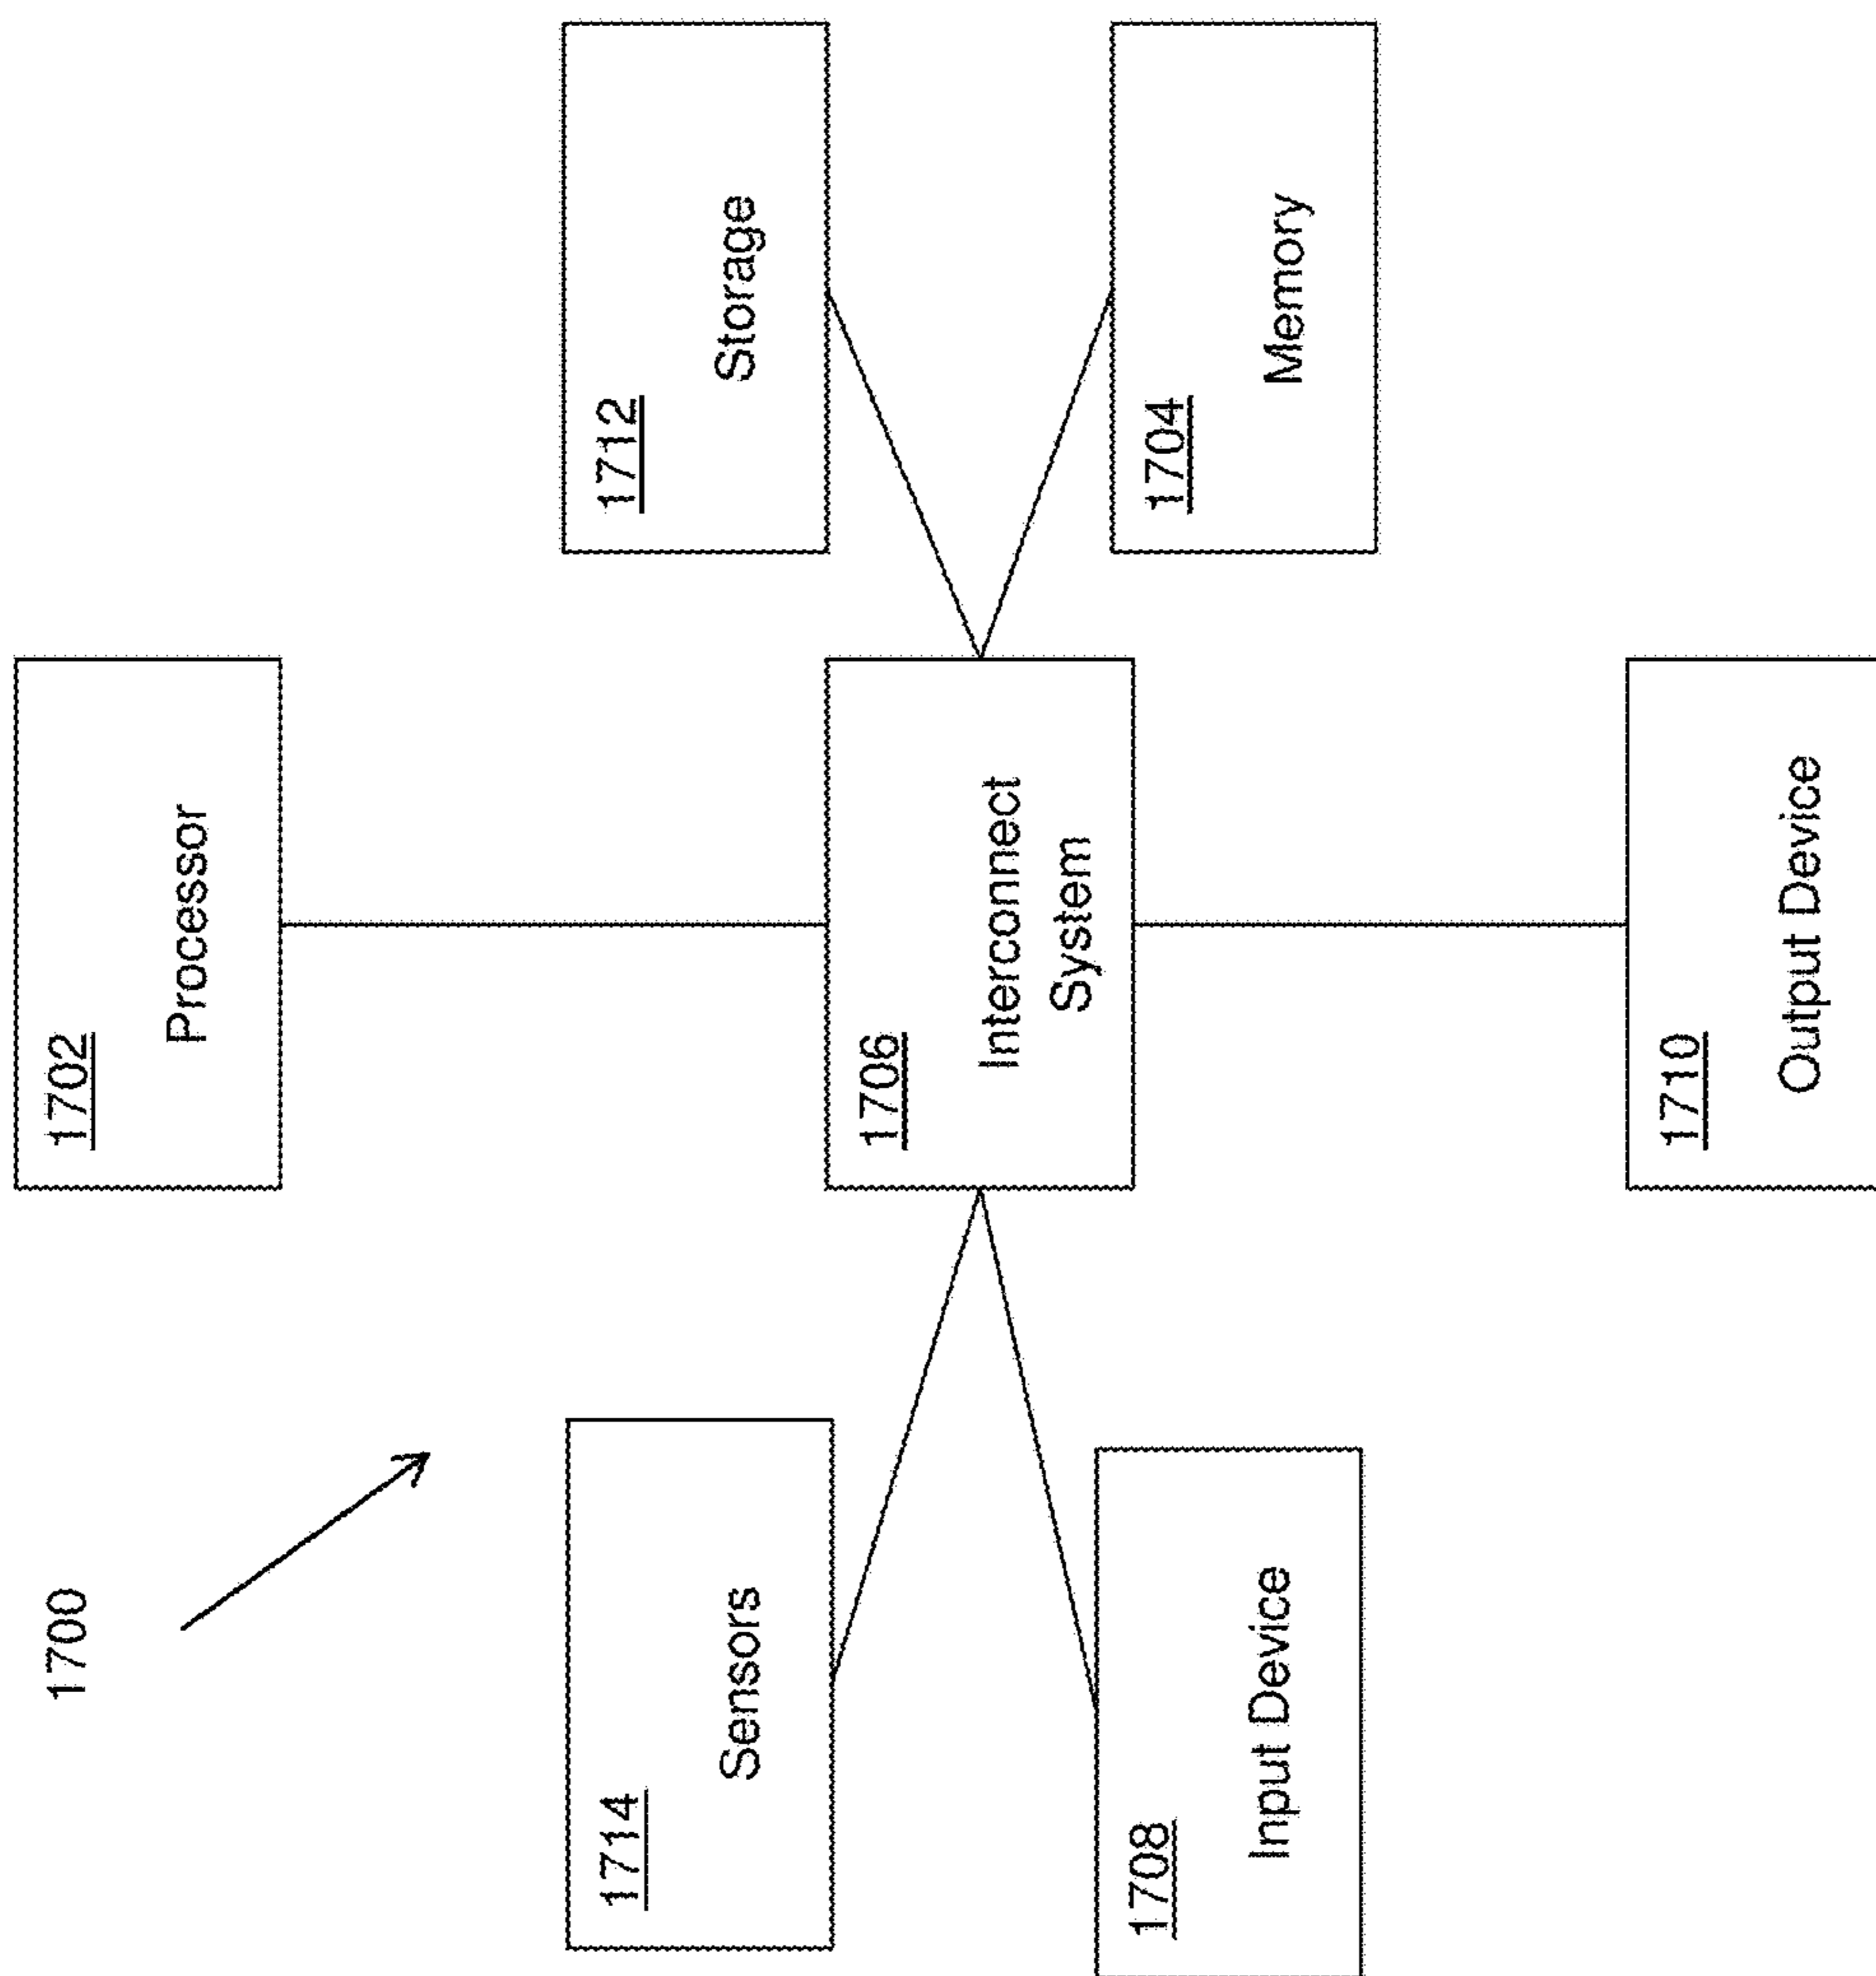 1700
1702
Processor
1714
Sensors
1712
Storage
1706
Interconnect
System
1708
Input Device
1704
Memory
1710
Output Device